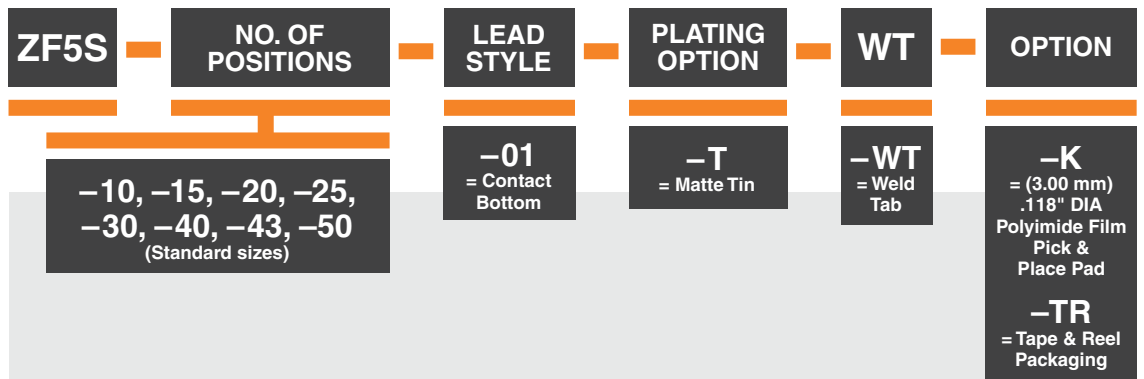 ZF5S
NO. OF
POSITIONS
LEAD
STYLE
PLATING
OPTION
WT
OPTION
–10, –15, –20, –25,
–30, –40, –43, –50
(Standard sizes)
–01
= Contact
Bottom
–T
= Matte Tin
–WT
= Weld
Tab
–K
= (3.00 mm)
.118" DIA
Polyimide Film
Pick &
Place Pad
–TR
= Tape & Reel
Packaging